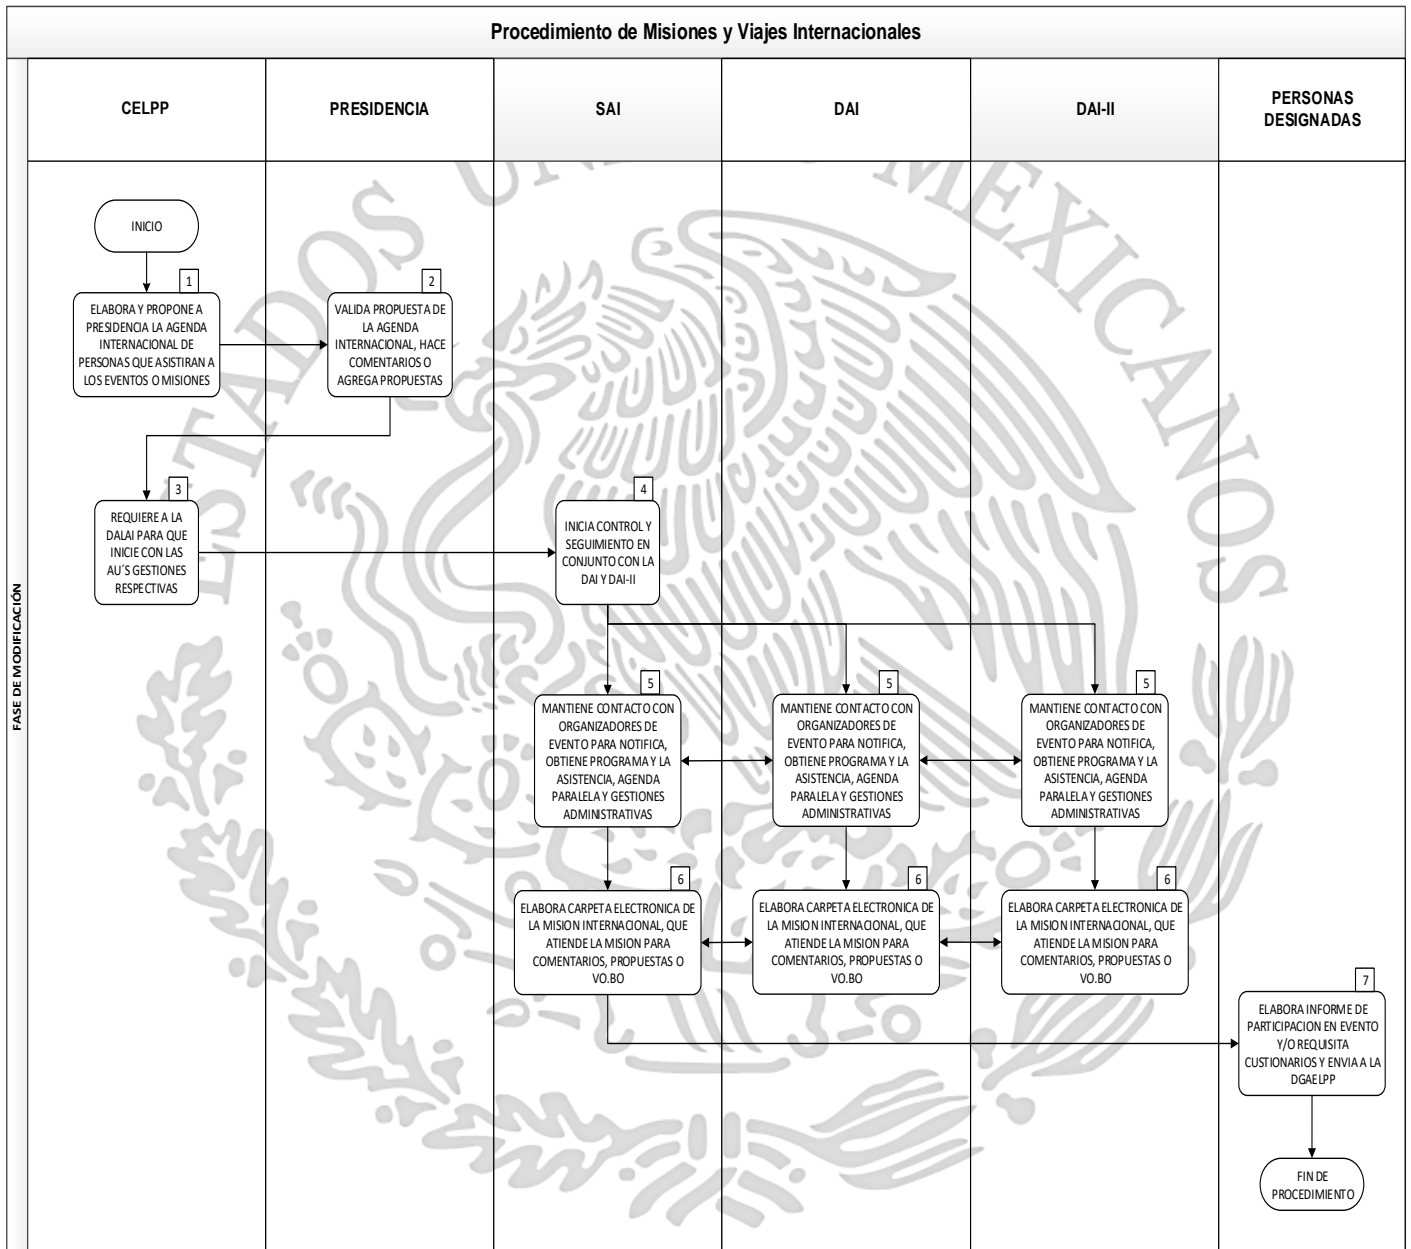 Procedimiento de Misiones y Viajes Internacionales
CELPP
PRESIDENCIA
SAI
DAI
DAI-II
PERSONAS
DESIGNADAS
FASE DE MODIFICACIÓN
ESTADOS UNIDOS MEXICANOS
INICIO
1
ELABORA Y PROPONE A
PRESIDENCIA LA AGENDA
INTERNACIONAL DE
PERSONAS QUE ASISTIRAN A
LOS EVENTOS O MISIONES
2
VALIDA PROPUESTA DE
LA AGENDA
INTERNACIONAL, HACE
COMENTARIOS O
AGREGA PROPUESTAS
3
REQUIERE A LA
DALAI PARA QUE
INICIE CON LAS
AU´S GESTIONES
RESPECTIVAS
4
INICIA CONTROL Y
SEGUIMIENTO EN
CONJUNTO CON LA
DAI Y DAI-II
5
MANTIENE CONTACTO CON
ORGANIZADORES DE
EVENTO PARA NOTIFICA,
OBTIENE PROGRAMA Y LA
ASISTENCIA, AGENDA
PARALELA Y GESTIONES
ADMINISTRATIVAS
5
MANTIENE CONTACTO CON
ORGANIZADORES DE
EVENTO PARA NOTIFICA,
OBTIENE PROGRAMA Y LA
ASISTENCIA, AGENDA
PARALELA Y GESTIONES
ADMINISTRATIVAS
5
MANTIENE CONTACTO CON
ORGANIZADORES DE
EVENTO PARA NOTIFICA,
OBTIENE PROGRAMA Y LA
ASISTENCIA, AGENDA
PARALELA Y GESTIONES
ADMINISTRATIVAS
6
ELABORA CARPETA ELECTRONICA DE
LA MISION INTERNACIONAL, QUE
ATIENDE LA MISION PARA
COMENTARIOS, PROPUESTAS O
VO.BO
6
ELABORA CARPETA ELECTRONICA DE
LA MISION INTERNACIONAL, QUE
ATIENDE LA MISION PARA
COMENTARIOS, PROPUESTAS O
VO.BO
6
ELABORA CARPETA ELECTRONICA DE
LA MISION INTERNACIONAL, QUE
ATIENDE LA MISION PARA
COMENTARIOS, PROPUESTAS O
VO.BO
7
ELABORA INFORME DE
PARTICIPACION EN EVENTO
Y/O REQUISITA
CUSTIONARIOS Y ENVIA A LA
DGAELPP
FIN DE
PROCEDIMIENTO